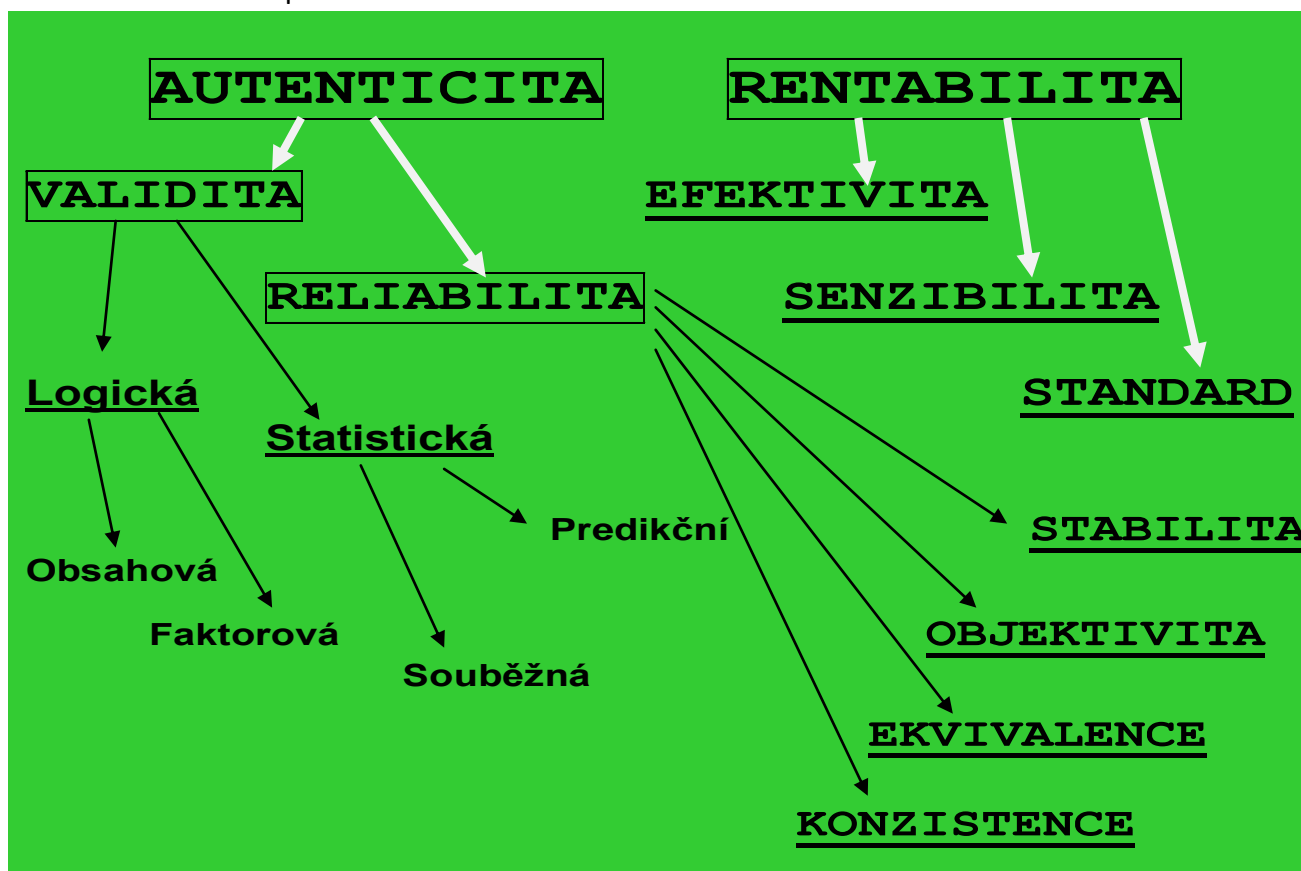 AUTENTICITA
RENTABILITA
VALIDITA
EFEKTIVITA
RELIABILITA
SENZIBILITA
Logická
STANDARD
Statistická
Predikční
STABILITA
Obsahová
Faktorová
OBJEKTIVITA
Souběžná
EKVIVALENCE
KONZISTENCE